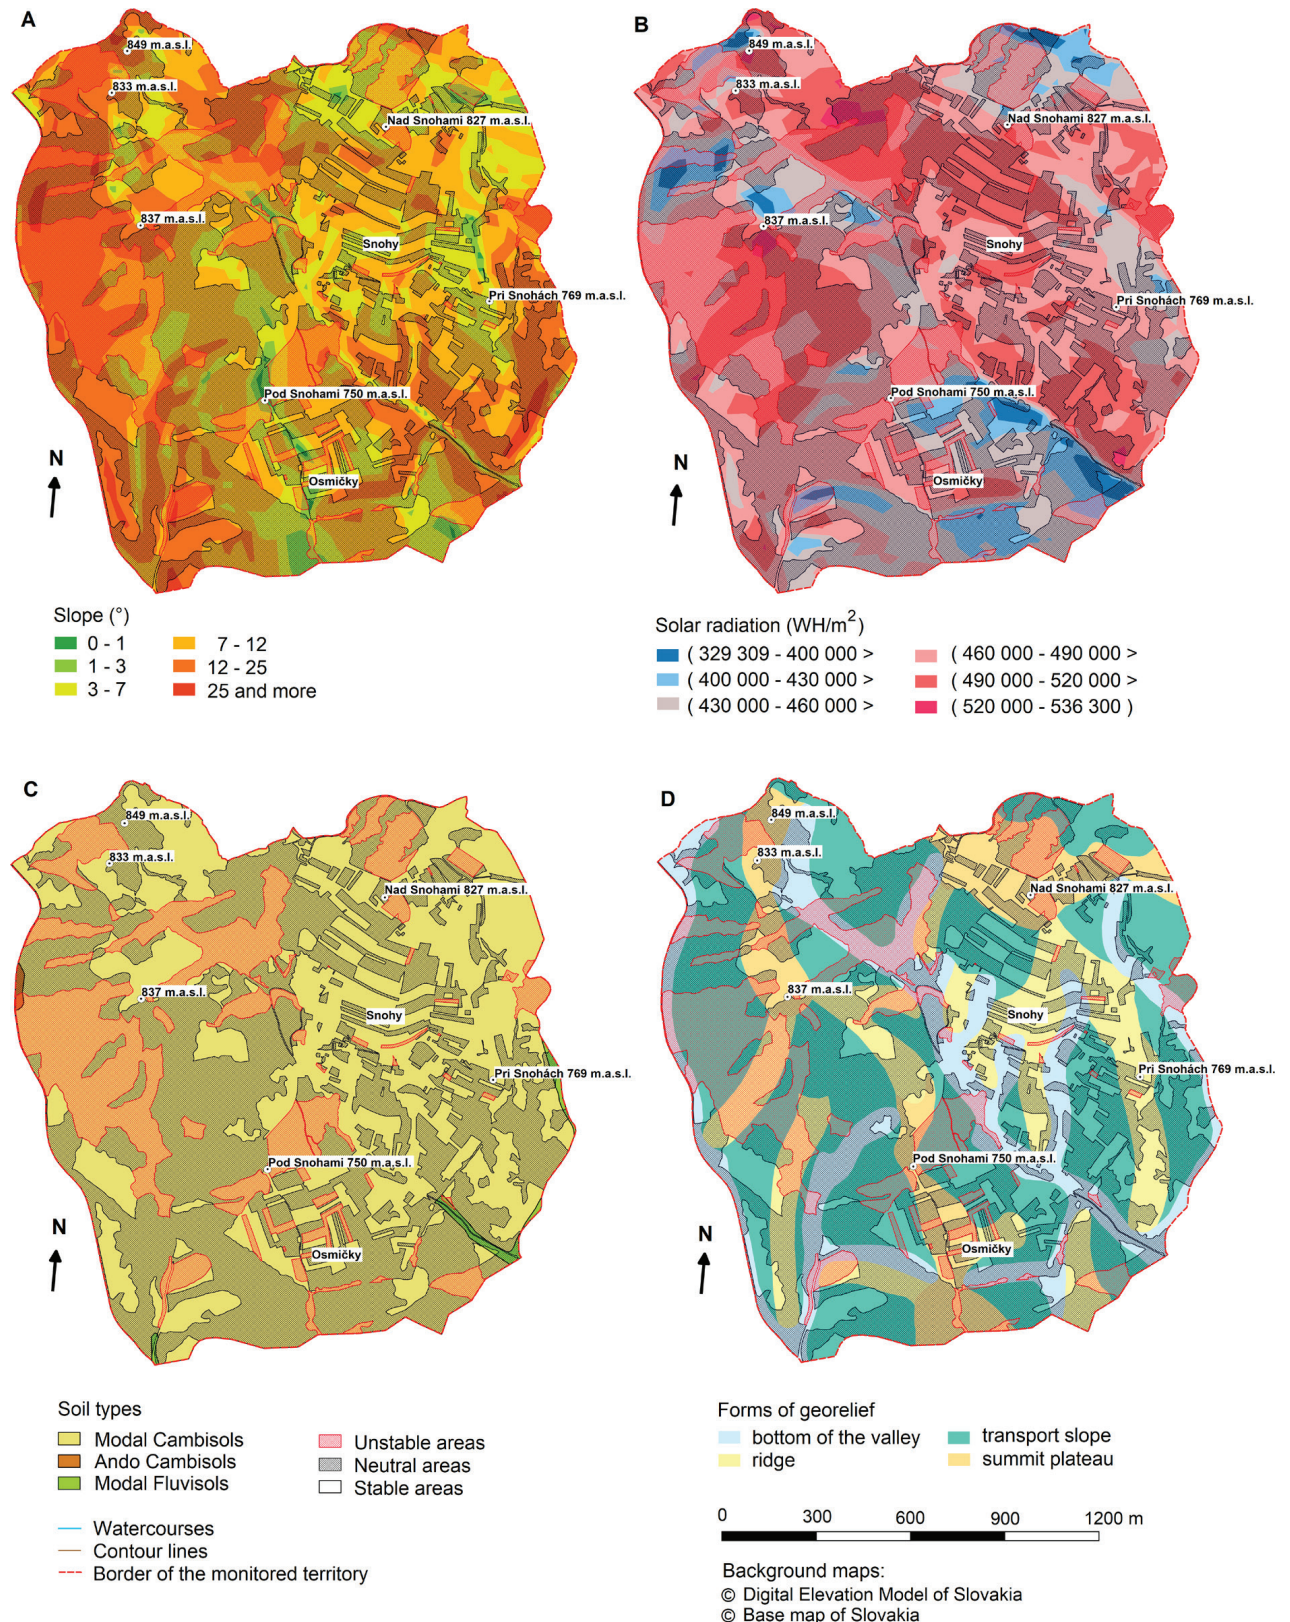 A
849 m.a.s.l.
833 m.a.s.l.
Nad Snohami 827 m.a.s.l.
837 m.a.s.l.
Snohy
Pri Snohách 769 m.a.s.l.
Pod Snohami 750 m.a.s.l.
N
Osmičky
Slope (°)
0 - 1
1 - 3
3 - 7
7 - 12
12 - 25
25 and more
B
849 m.a.s.l.
833 m.a.s.l.
Nad Snohami 827 m.a.s.l.
837 m.a.s.l.
Snohy
Pri Snohách 769 m.a.s.l.
Pod Snohami 750 m.a.s.l.
N
Osmičky
Solar radiation (WH/m²)
( 329 309 - 400 000 >
( 400 000 - 430 000 >
( 430 000 - 460 000 >
( 460 000 - 490 000 >
( 490 000 - 520 000 >
( 520 000 - 536 300 )
C
849 m.a.s.l.
833 m.a.s.l.
Nad Snohami 827 m.a.s.l.
837 m.a.s.l.
Snohy
Pri Snohách 769 m.a.s.l.
Pod Snohami 750 m.a.s.l.
N
Osmičky
Soil types
Modal Cambisols
Ando Cambisols
Modal Fluvisols
Unstable areas
Neutral areas
Stable areas
Watercourses
Contour lines
Border of the monitored territory
D
849 m.a.s.l.
833 m.a.s.l.
Nad Snohami 827 m.a.s.l.
837 m.a.s.l.
Snohy
Pri Snohách 769 m.a.s.l.
Pod Snohami 750 m.a.s.l.
N
Osmičky
Forms of georelief
bottom of the valley
ridge
transport slope
summit plateau
0 300 600 900 1200 m
Background maps:
© Digital Elevation Model of Slovakia
© Base map of Slovakia